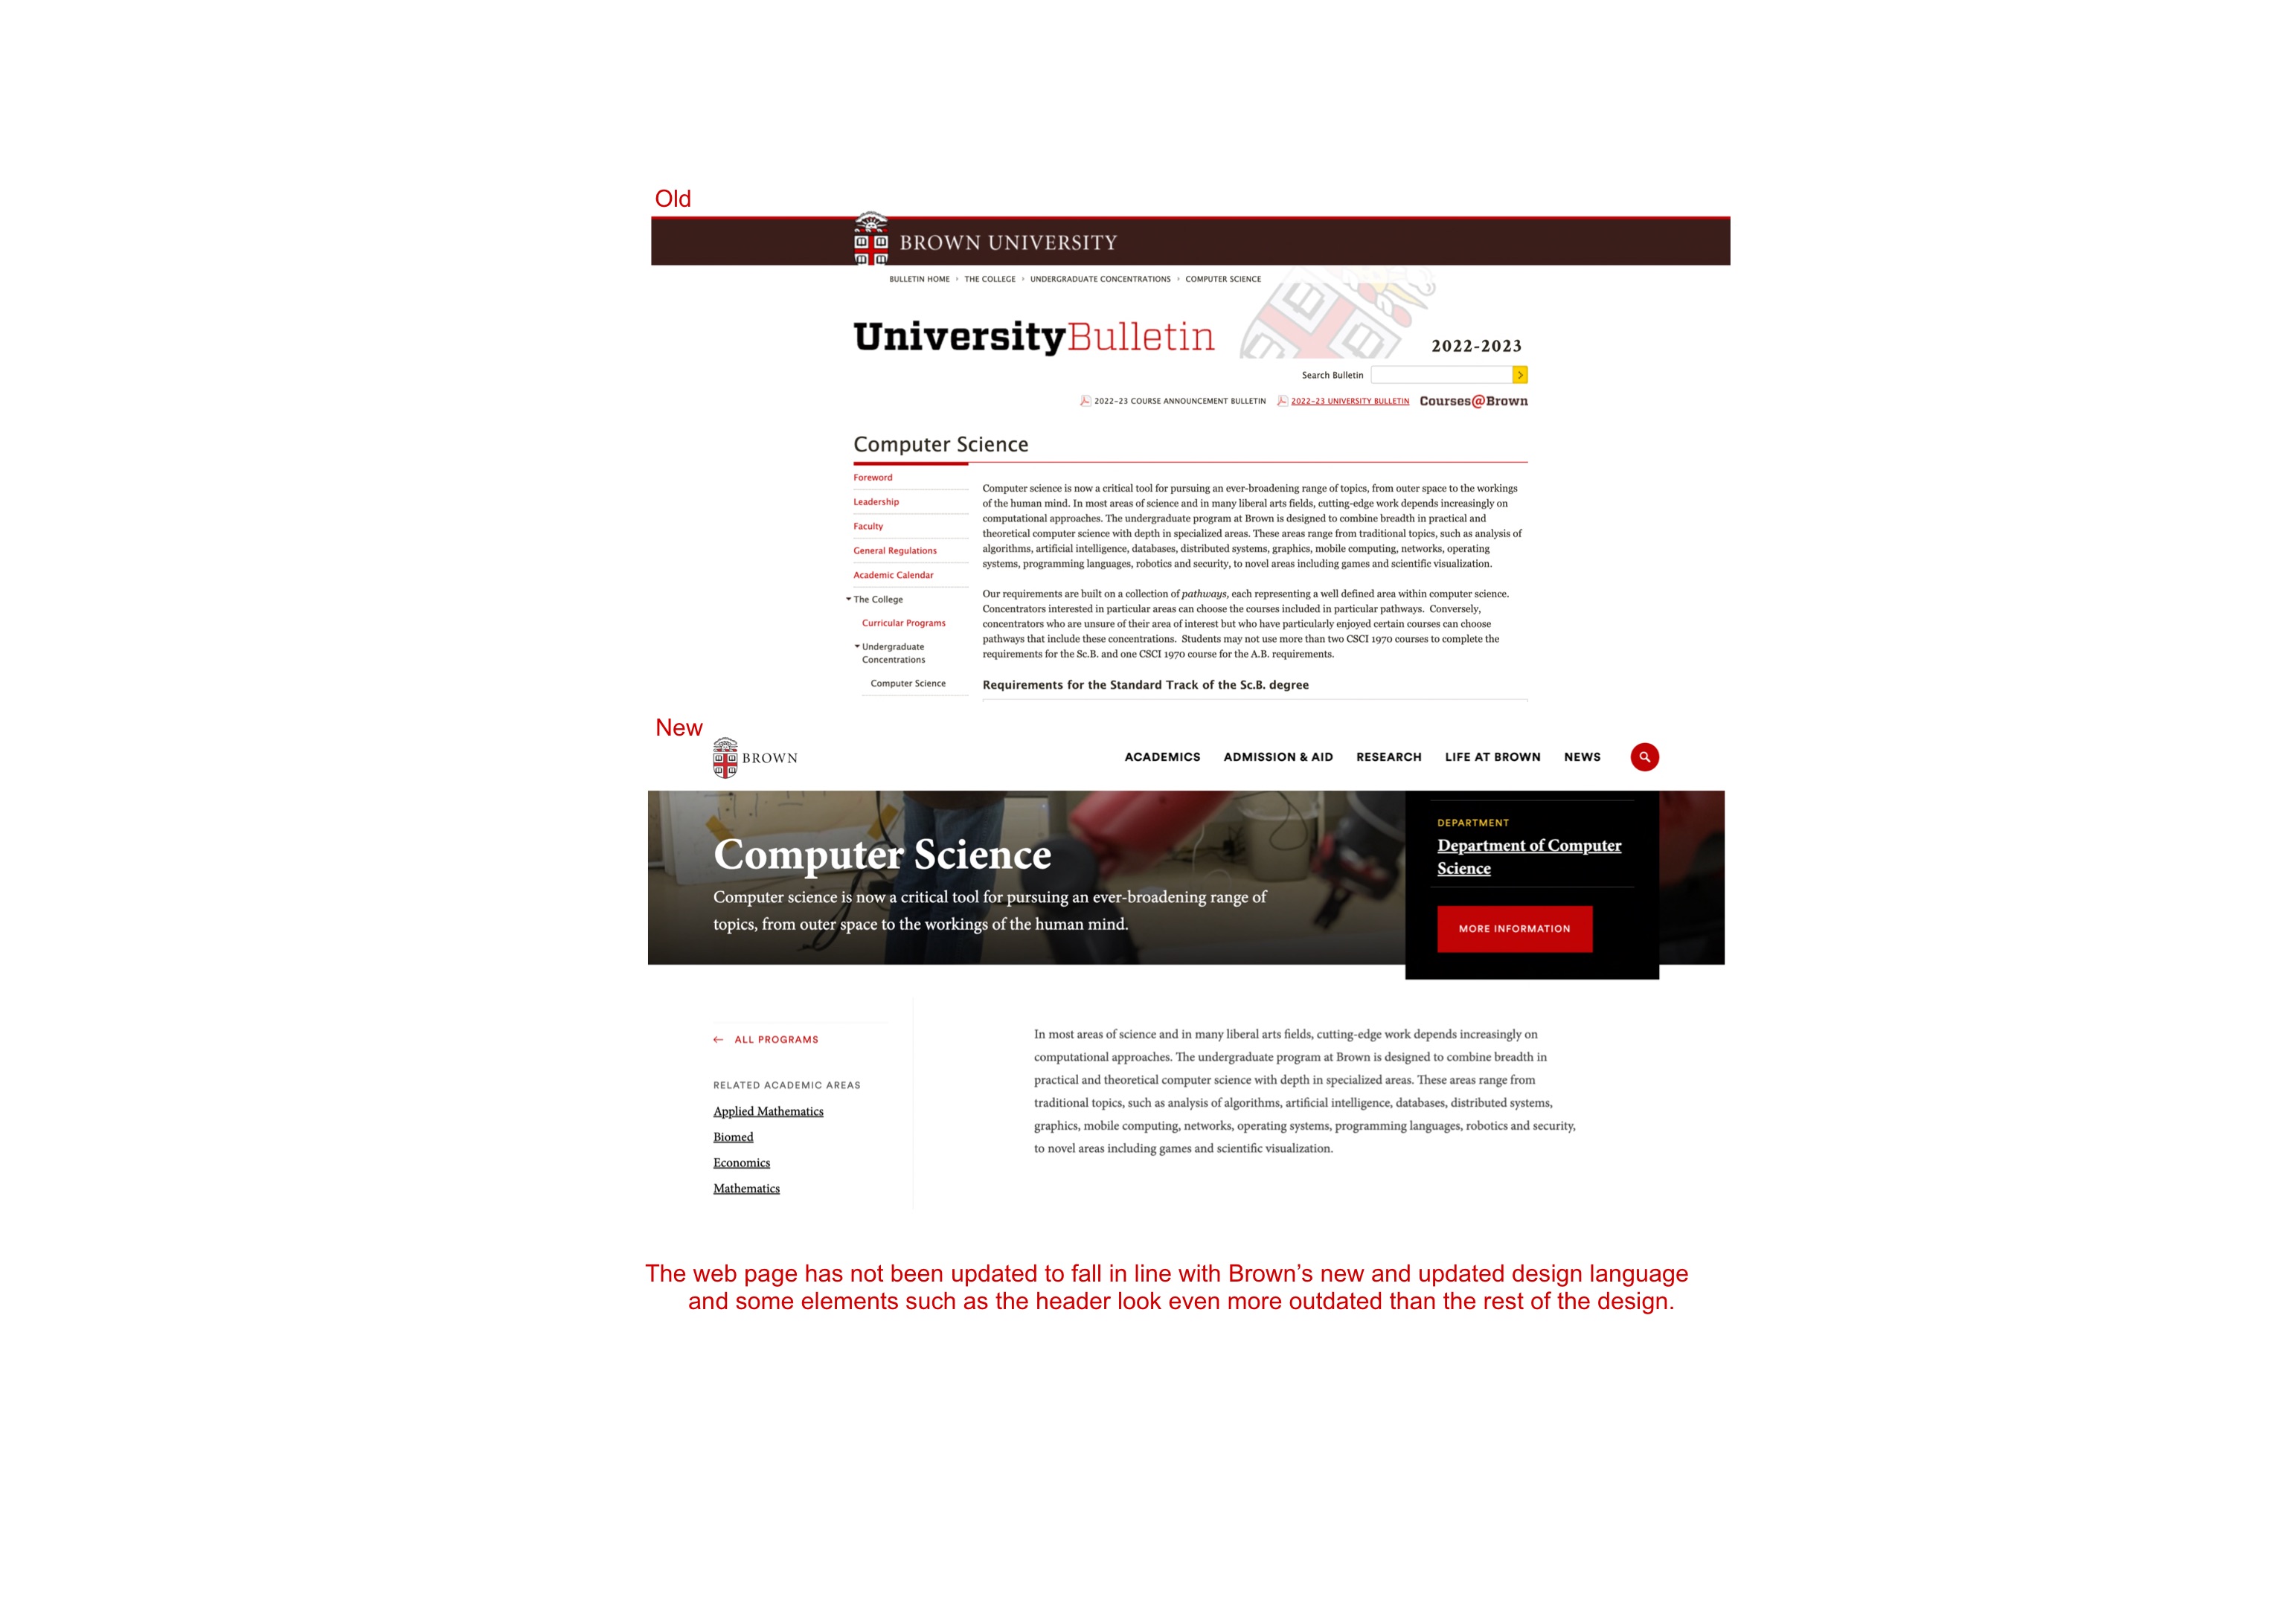 Old
BROWN UNIVERSITY
BULLETIN HOME › THE COLLEGE › UNDERGRADUATE CONCENTRATIONS › COMPUTER SCIENCE
UniversityBulletin
2022-2023
Search Bulletin
2022-23 COURSE ANNOUNCEMENT BULLETIN 2022-23 UNIVERSITY BULLETIN Courses@Brown
Computer Science
Foreword
Leadership
Faculty
General Regulations
Academic Calendar
The College
Curricular Programs
Undergraduate
Concentrations
Computer Science
Computer science is now a critical tool for pursuing an ever-broadening range of topics, from outer space to the workings
of the human mind. In most areas of science and in many liberal arts fields, cutting-edge work depends increasingly on
computational approaches. The undergraduate program at Brown is designed to combine breadth in practical and
theoretical computer science with depth in specialized areas. These areas range from traditional topics, such as analysis of
algorithms, artificial intelligence, databases, distributed systems, graphics, mobile computing, networks, operating
systems, programming languages, robotics and security, to novel areas including games and scientific visualization.
Our requirements are built on a collection of pathways, each representing a well defined area within computer science.
Concentrators interested in particular areas can choose the courses included in particular pathways. Conversely,
concentrators who are unsure of their area of interest but who have particularly enjoyed certain courses can choose
pathways that include these concentrations. Students may not use more than two CSCI 1970 courses to complete the
requirements for the Sc.B. and one CSCI 1970 course for the A.B. requirements.
Requirements for the Standard Track of the Sc.B. degree
New
BROWN
ACADEMICS ADMISSION & AID RESEARCH LIFE AT BROWN NEWS
Computer Science
Computer science is now a critical tool for pursuing an ever-broadening range of
topics, from outer space to the workings of the human mind.
DEPARTMENT
Department of Computer
Science
MORE INFORMATION
← ALL PROGRAMS
RELATED ACADEMIC AREAS
Applied Mathematics
Biomed
Economics
Mathematics
In most areas of science and in many liberal arts fields, cutting-edge work depends increasingly on
computational approaches. The undergraduate program at Brown is designed to combine breadth in
practical and theoretical computer science with depth in specialized areas. These areas range from
traditional topics, such as analysis of algorithms, artificial intelligence, databases, distributed systems,
graphics, mobile computing, networks, operating systems, programming languages, robotics and security,
to novel areas including games and scientific visualization.
The web page has not been updated to fall in line with Brown’s new and updated design language
and some elements such as the header look even more outdated than the rest of the design.